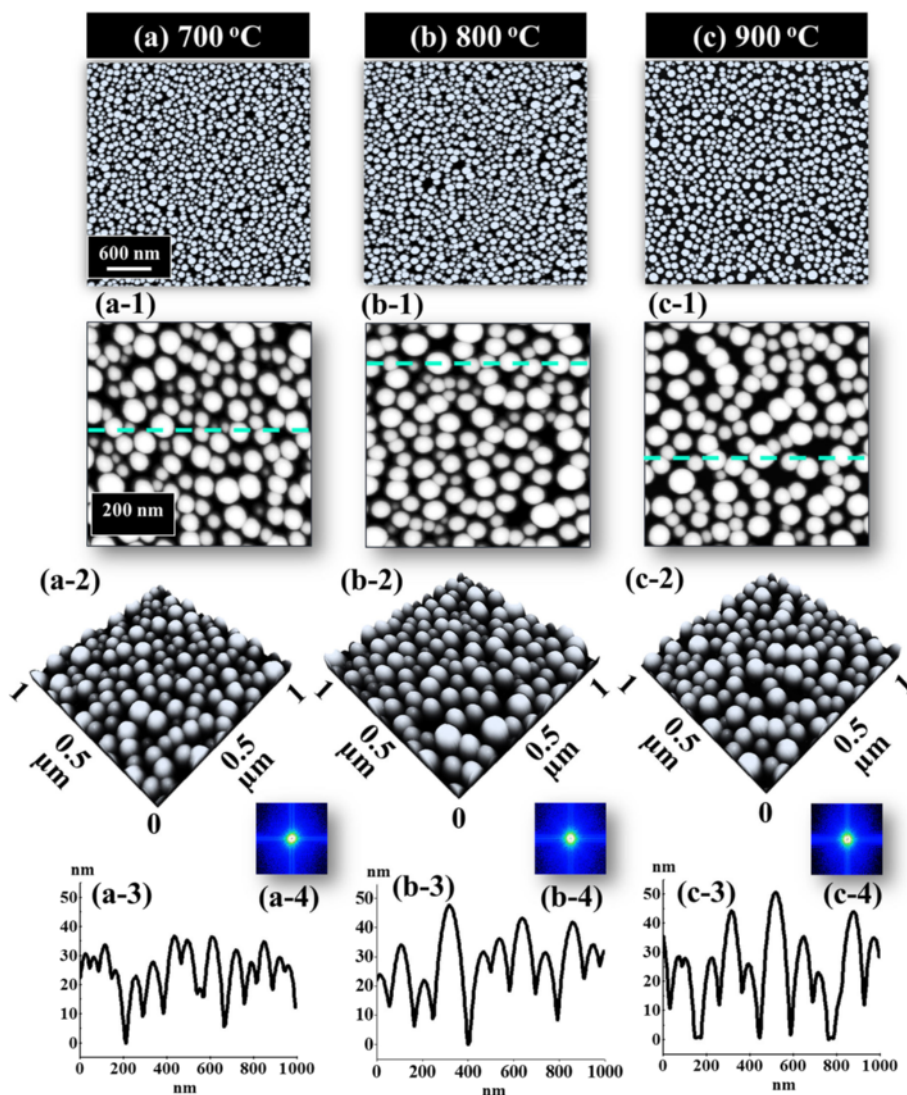 (a) 700 °C
(b) 800 °C
(c) 900 °C
600 nm
(a-1)
(b-1)
(c-1)
200 nm
(a-2)
(b-2)
(c-2)
1
0.5
μm
0
0.5
μm
1
1
0.5
μm
0
0.5
μm
1
1
0.5
μm
0
0.5
μm
1
nm
(a-3)
(a-4)
50
40
30
20
10
0
0 200 400 600 800 1000
nm
nm
(b-3)
(b-4)
50
40
30
20
10
0
0 200 400 600 800 1000
nm
nm
(c-3)
(c-4)
50
40
30
20
10
0
0 200 400 600 800 1000
nm